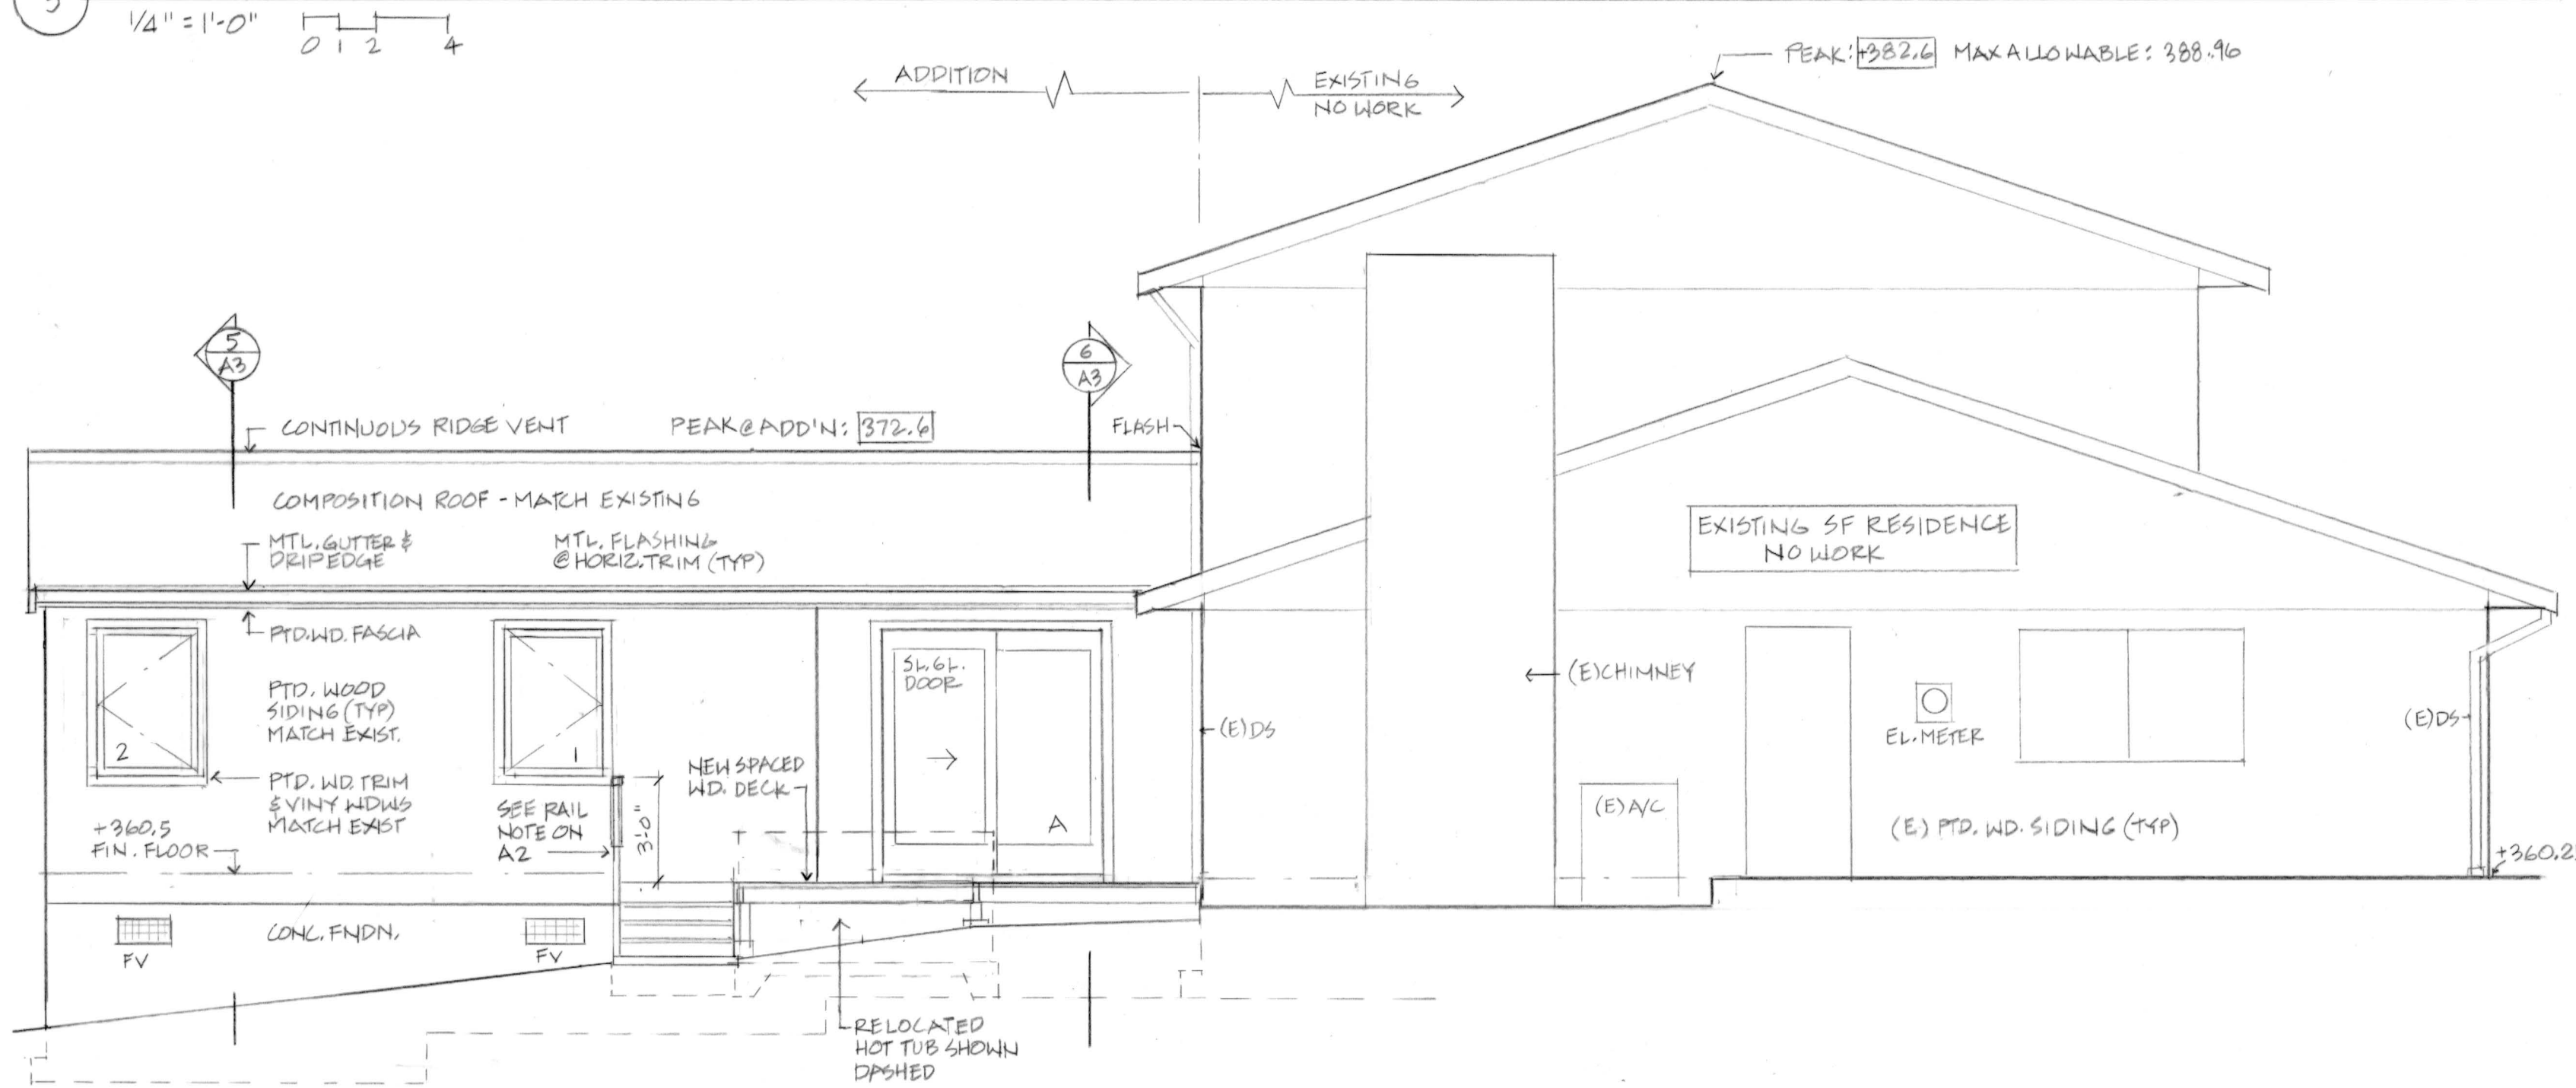 3
1/4" = 1'-0"
0 1 2 4
ADDITION
EXISTING
NO WORK
PEAK: +382.6 MAX ALLOWABLE: 388.96
5
A3
6
A3
CONTINUOUS RIDGE VENT
PEAK@ADD'N: 372.6
FLASH
COMPOSITION ROOF - MATCH EXISTING
MTL. GUTTER &
DRIPEDGE
MTL. FLASHING
@HORIZ. TRIM (TYP)
EXISTING SF RESIDENCE
NO WORK
PTD. WD. FASCIA
PTD. WOOD
SIDING (TYP)
MATCH EXIST.
2
1
PTD. WD. TRIM
& VINY WDWS
MATCH EXIST
+360.5
FIN. FLOOR
SEE RAIL
NOTE ON
A2
3'-0"
NEW SPACED
WD. DECK
SL. GL.
DOOR
A
(E) DS
(E) CHIMNEY
(E) A/C
EL. METER
(E) PTD. WD. SIDING (TYP)
(E) DS
+360.2
CONC. FNDN.
FV
FV
RELOCATED
HOT TUB SHOWN
DASHED